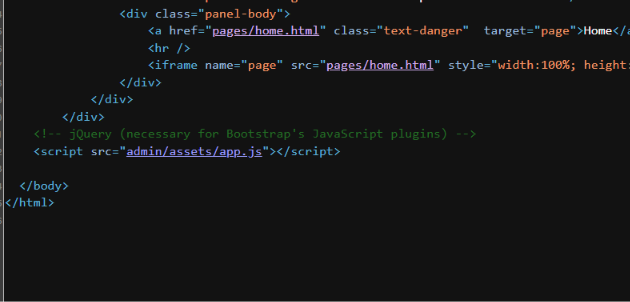 <div class="panel-body">
<a href="pages/home.html" class="text-danger"  target="page">Home</a
<hr />
<iframe name="page" src="pages/home.html" style="width:100%; height:
</div>
</div>
</div>
<!-- jQuery (necessary for Bootstrap's JavaScript plugins) -->
<script src="admin/assets/app.js"></script>
</body>
</html>